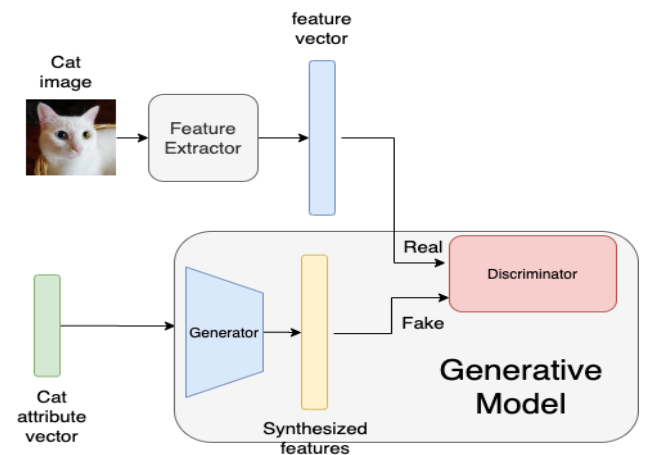 feature
vector
Cat
image
Feature
Extractor
Real
Discriminator
Generator
Fake
Generative
Model
Cat
attribute
vector
Synthesized
features